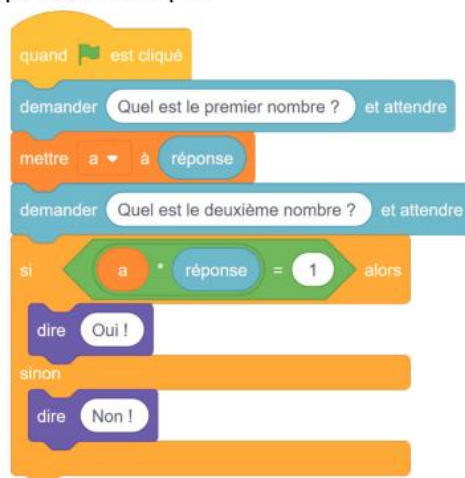 quand est cliqué
demander Quel est le premier nombre ? et attendre
mettre a à réponse
demander Quel est le deuxième nombre ? et attendre
si a * réponse = 1 alors
dire Oui !
sinon
dire Non !